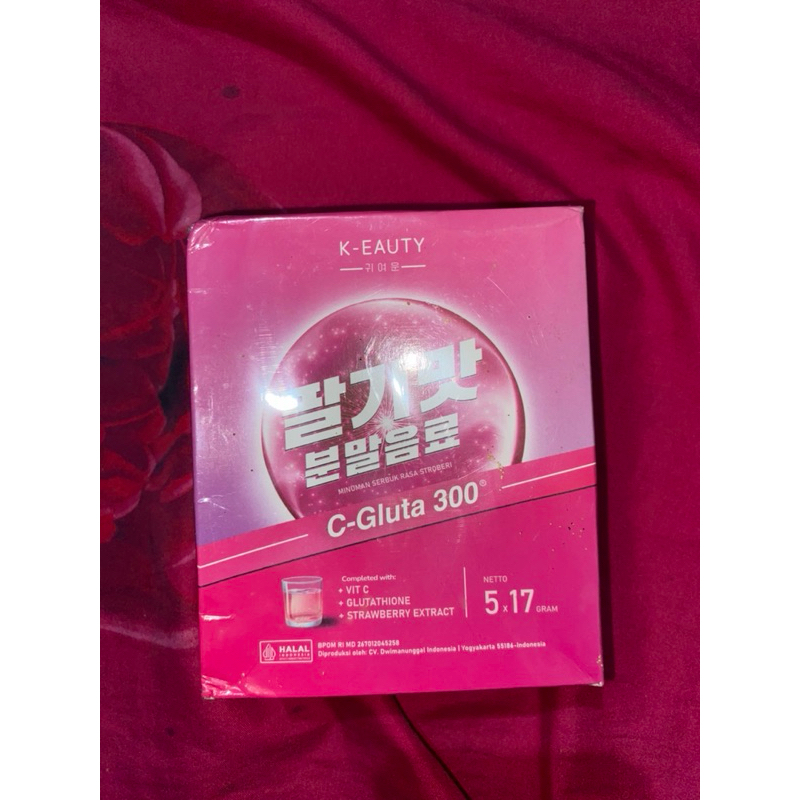 K-EAUTY
귀여운
딸기맛
분말음료
MINUMAN SERBUK RASA STROBERI
C-Gluta 300®
Completed with:
+ VIT C
+ GLUTATHIONE
+ STRAWBERRY EXTRACT
NETTO
5 x 17 GRAM
HALAL
INDONESIA
BPOM RI MD 267012045258
Diproduksi oleh: CV. Dwimanunggal Indonesia | Yogyakarta 55186-Indonesia